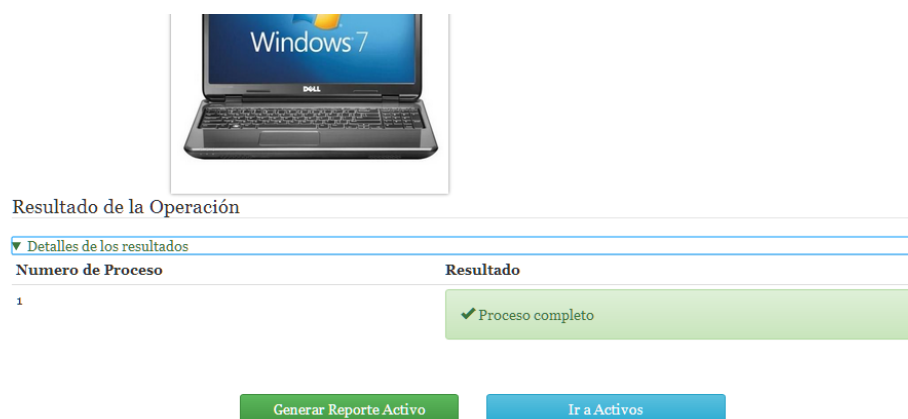 Windows 7
DELL
Resultado de la Operación
▼ Detalles de los resultados
Numero de Proceso Resultado
1 ✔ Proceso completo
Generar Reporte Activo Ir a Activos